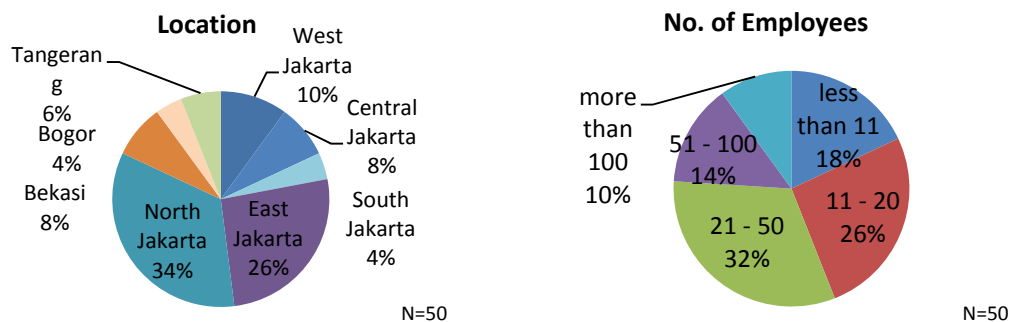 Location
West
Jakarta
10%
Central
Jakarta
8%
South
Jakarta
4%
East
Jakarta
26%
North
Jakarta
34%
Bekasi
8%
Bogor
4%
Tangeran
g
6%
N=50
No. of Employees
less
than 11
18%
11 - 20
26%
21 - 50
32%
51 - 100
14%
more
than
100
10%
N=50